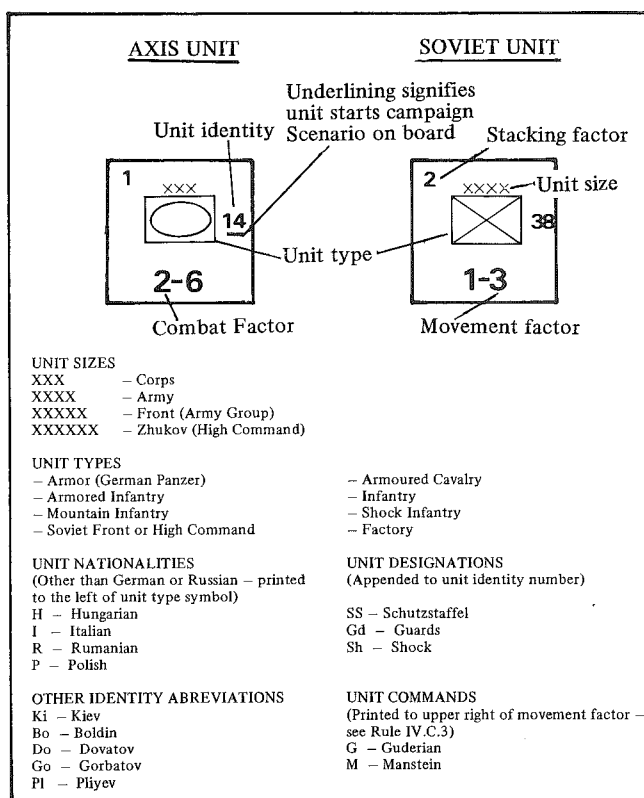 AXIS UNIT
SOVIET UNIT
Underlining signifies
unit starts campaign
Scenario on board
Unit identity
Stacking factor
1
XXX
14
2-6
2
XXXX
38
1-3
Unit size
Unit type
Combat Factor
Movement factor
UNIT SIZES
XXX – Corps
XXXX – Army
XXXXX – Front (Army Group)
XXXXXX – Zhukov (High Command)
UNIT TYPES
– Armor (German Panzer)
– Armored Infantry
– Mountain Infantry
– Soviet Front or High Command
– Armoured Cavalry
– Infantry
– Shock Infantry
– Factory
UNIT NATIONALITIES
(Other than German or Russian – printed
to the left of unit type symbol)
H – Hungarian
I – Italian
R – Rumanian
P – Polish
UNIT DESIGNATIONS
(Appended to unit identity number)
SS – Schutzstaffel
Gd – Guards
Sh – Shock
OTHER IDENTITY ABREVIATIONS
Ki – Kiev
Bo – Boldin
Do – Dovatov
Go – Gorbatov
Pl – Pliyev
UNIT COMMANDS
(Printed to upper right of movement factor –
see Rule IV.C.3)
G – Guderian
M – Manstein